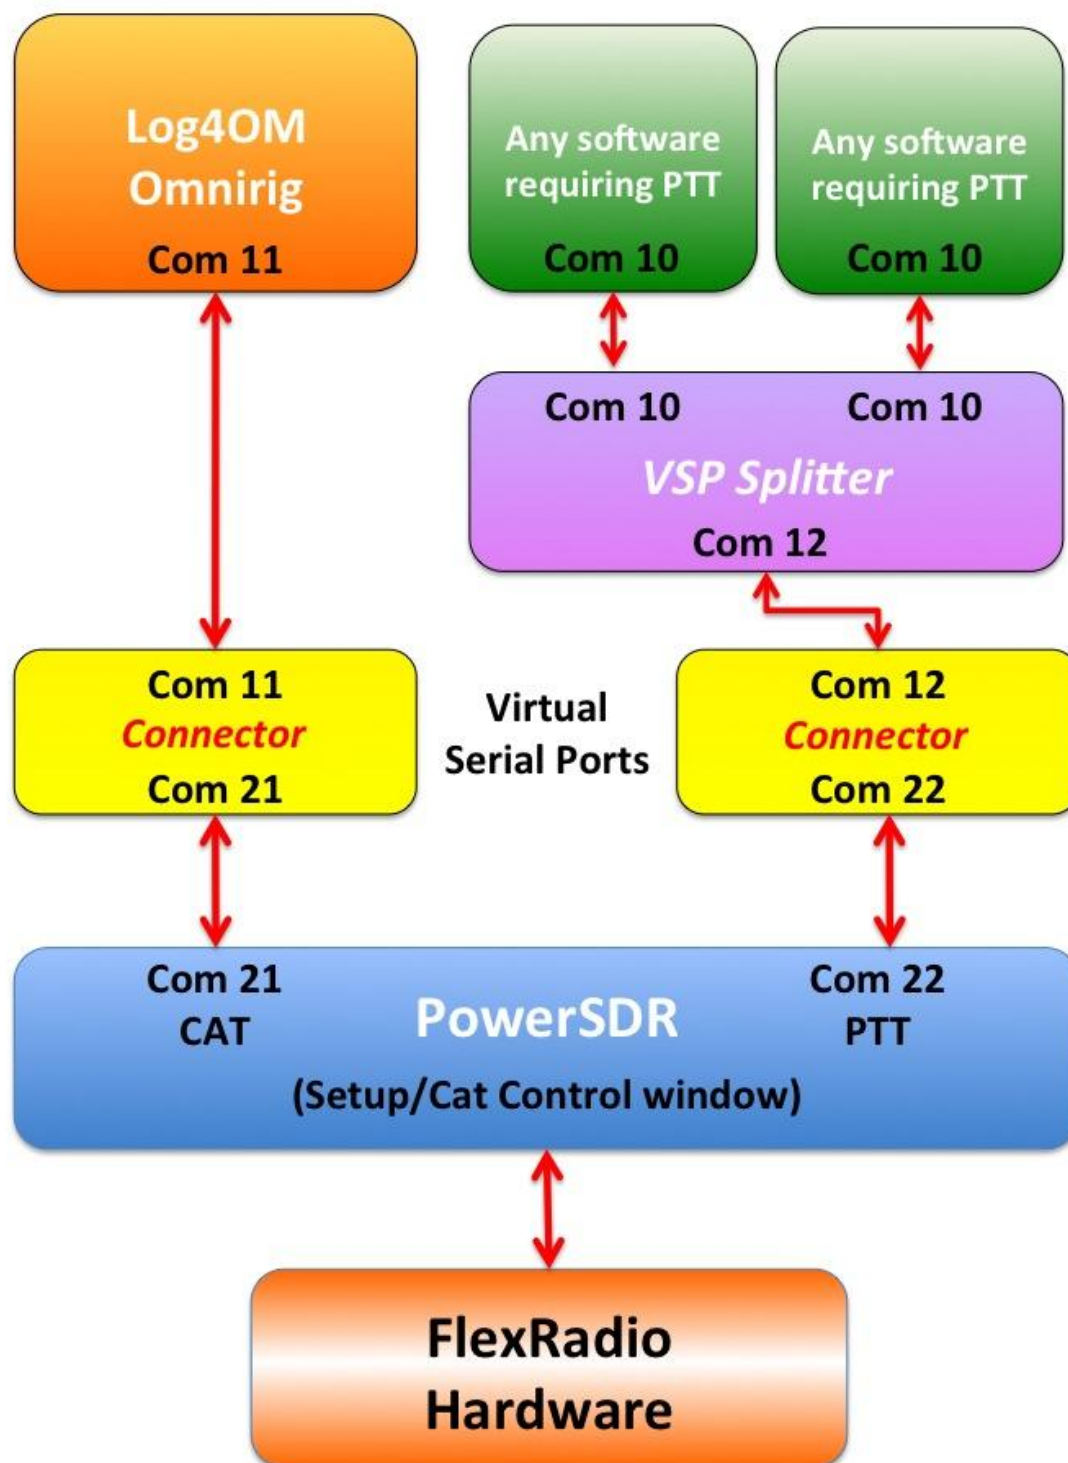 Log4OM
Omnirig
Com 11
Any software
requiring PTT
Com 10
Any software
requiring PTT
Com 10
Com 10
Com 10
VSP Splitter
Com 12
Com 11
Connector
Com 21
Virtual
Serial Ports
Com 12
Connector
Com 22
Com 21
CAT
PowerSDR
Com 22
PTT
(Setup/Cat Control window)
FlexRadio
Hardware